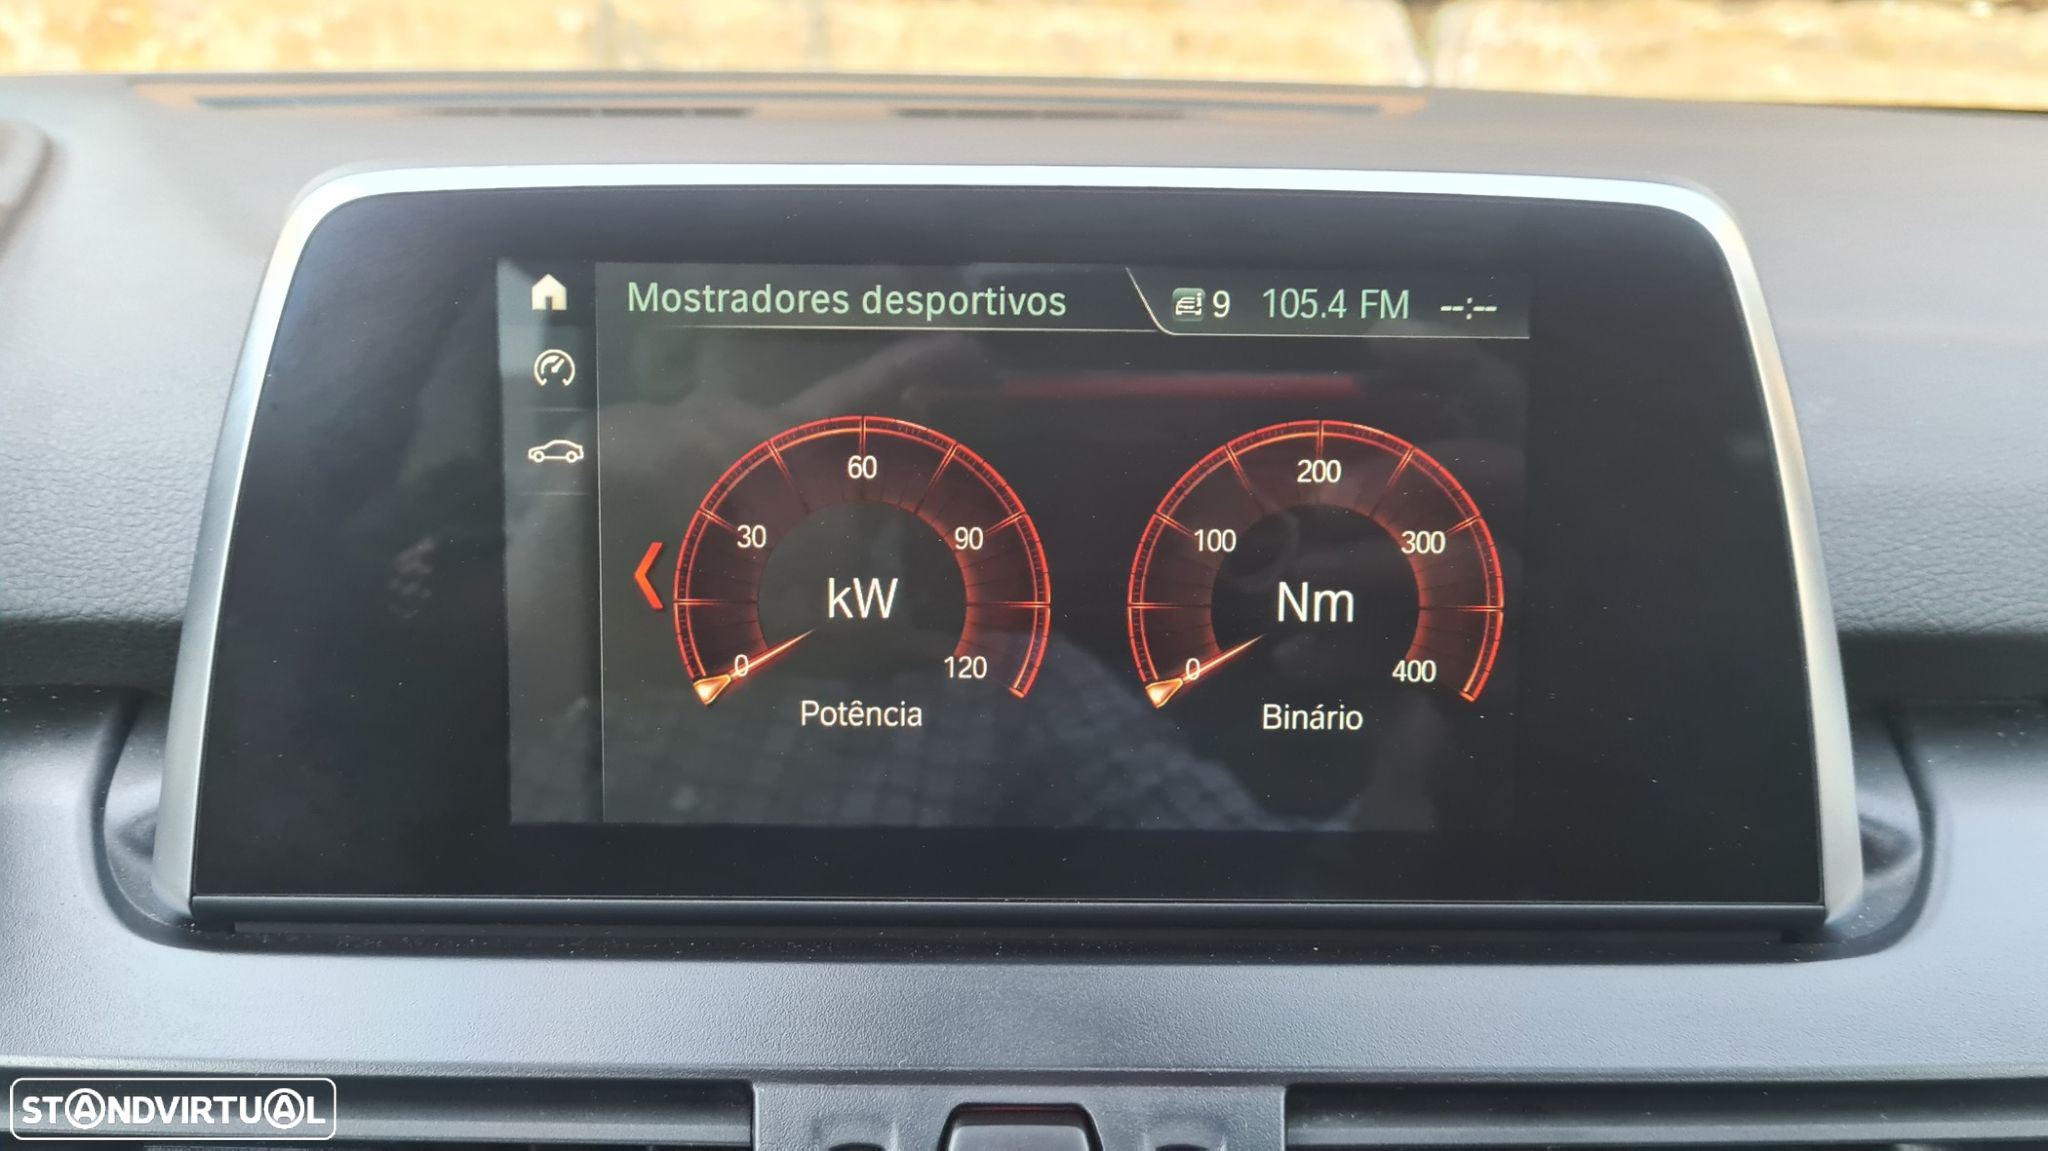 Mostradores desportivos
9 105.4 FM --:--
0
30
60
90
120
kW
Potência
0
100
200
300
400
Nm
Binário
STANDVIRTUAL